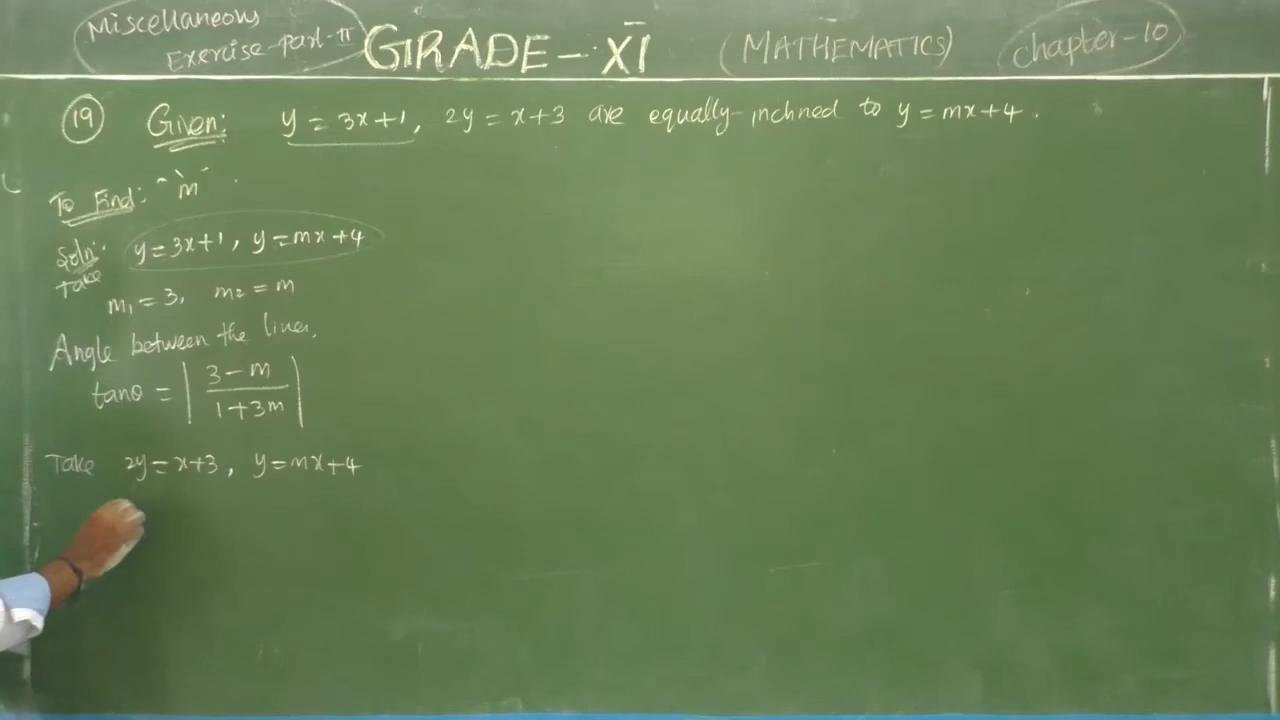 Miscellaneous
Exercise-part-II
GRADE-XI
(MATHEMATICS)
chapter-10
19 Given: y = 3x+1, 2y = x+3 are equally-inclined to y = mx+4.
To Find: "m".
Soln: y=3x+1, y=mx+4
Take
m₁ = 3, m₂ = m
Angle between the lines,
tanθ = | 3-m / 1+3m |
Take 2y=x+3, y=mx+4